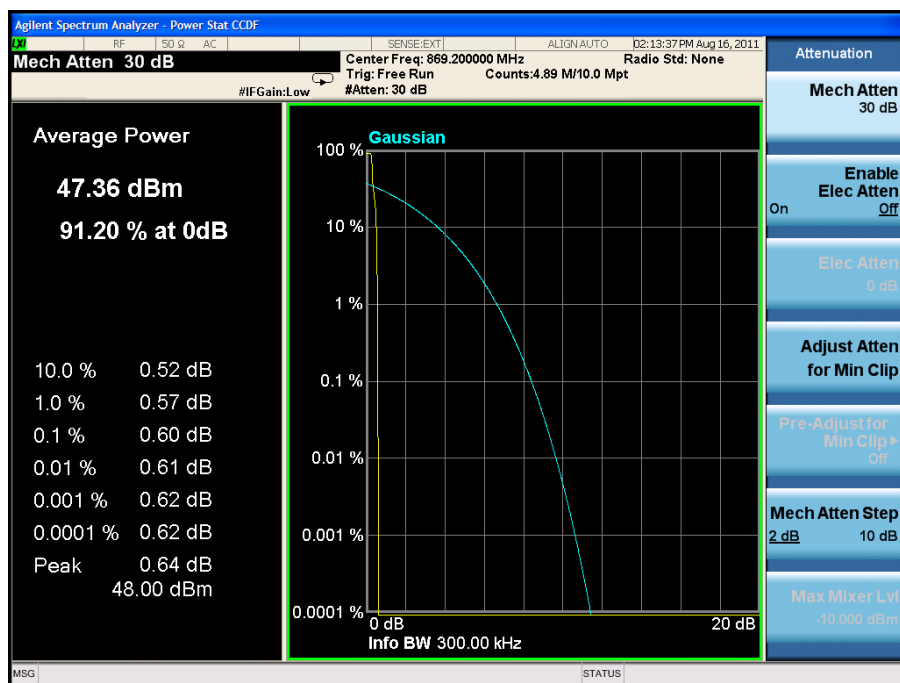 Agilent Spectrum Analyzer - Power Stat CCDF
LXI RF 50 Ω AC SENSE:EXT ALIGN AUTO 02:13:37 PM Aug 16, 2011
Mech Atten 30 dB
Center Freq: 869.200000 MHz Radio Std: None
Trig: Free Run Counts:4.89 M/10.0 Mpt
#IFGain:Low #Atten: 30 dB
Average Power
47.36 dBm
91.20 % at 0dB
10.0 % 0.52 dB
1.0 % 0.57 dB
0.1 % 0.60 dB
0.01 % 0.61 dB
0.001 % 0.62 dB
0.0001 % 0.62 dB
Peak 0.64 dB
48.00 dBm
Gaussian
100 %
10 %
1 %
0.1 %
0.01 %
0.001 %
0.0001 %
0 dB 20 dB
Info BW 300.00 kHz
Attenuation
Mech Atten
30 dB
Enable
Elec Atten
On Off
Elec Atten
0 dB
Adjust Atten
for Min Clip
Pre-Adjust for
Min Clip
Off
Mech Atten Step
2 dB 10 dB
Max Mixer Lvl
-10.000 dBm
MSG STATUS